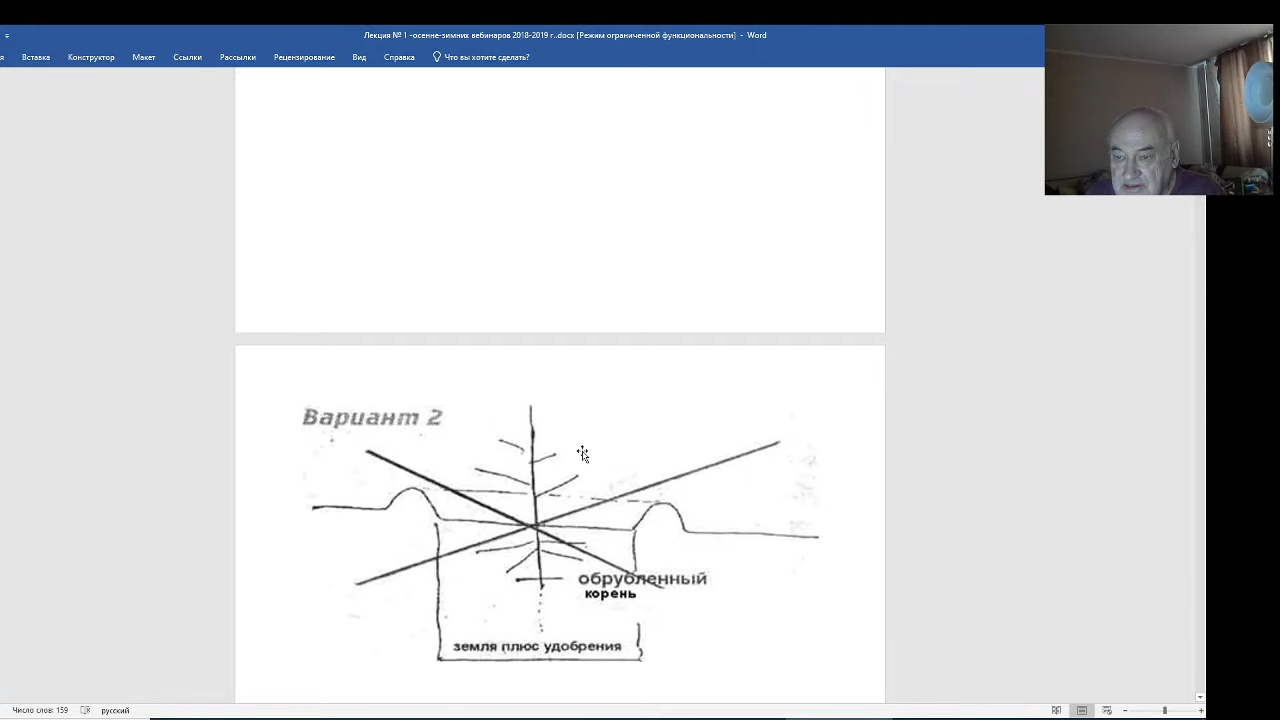 Лекция № 1 -осенне-зимних вебинаров 2018-2019 г..docx [Режим ограниченной функциональности] - Word
я Вставка Конструктор Макет Ссылки Рассылки Рецензирование Вид Справка Что вы хотите сделать?
Вариант 2
обрубленный
корень
земля плюс удобрения
Число слов: 159 русский